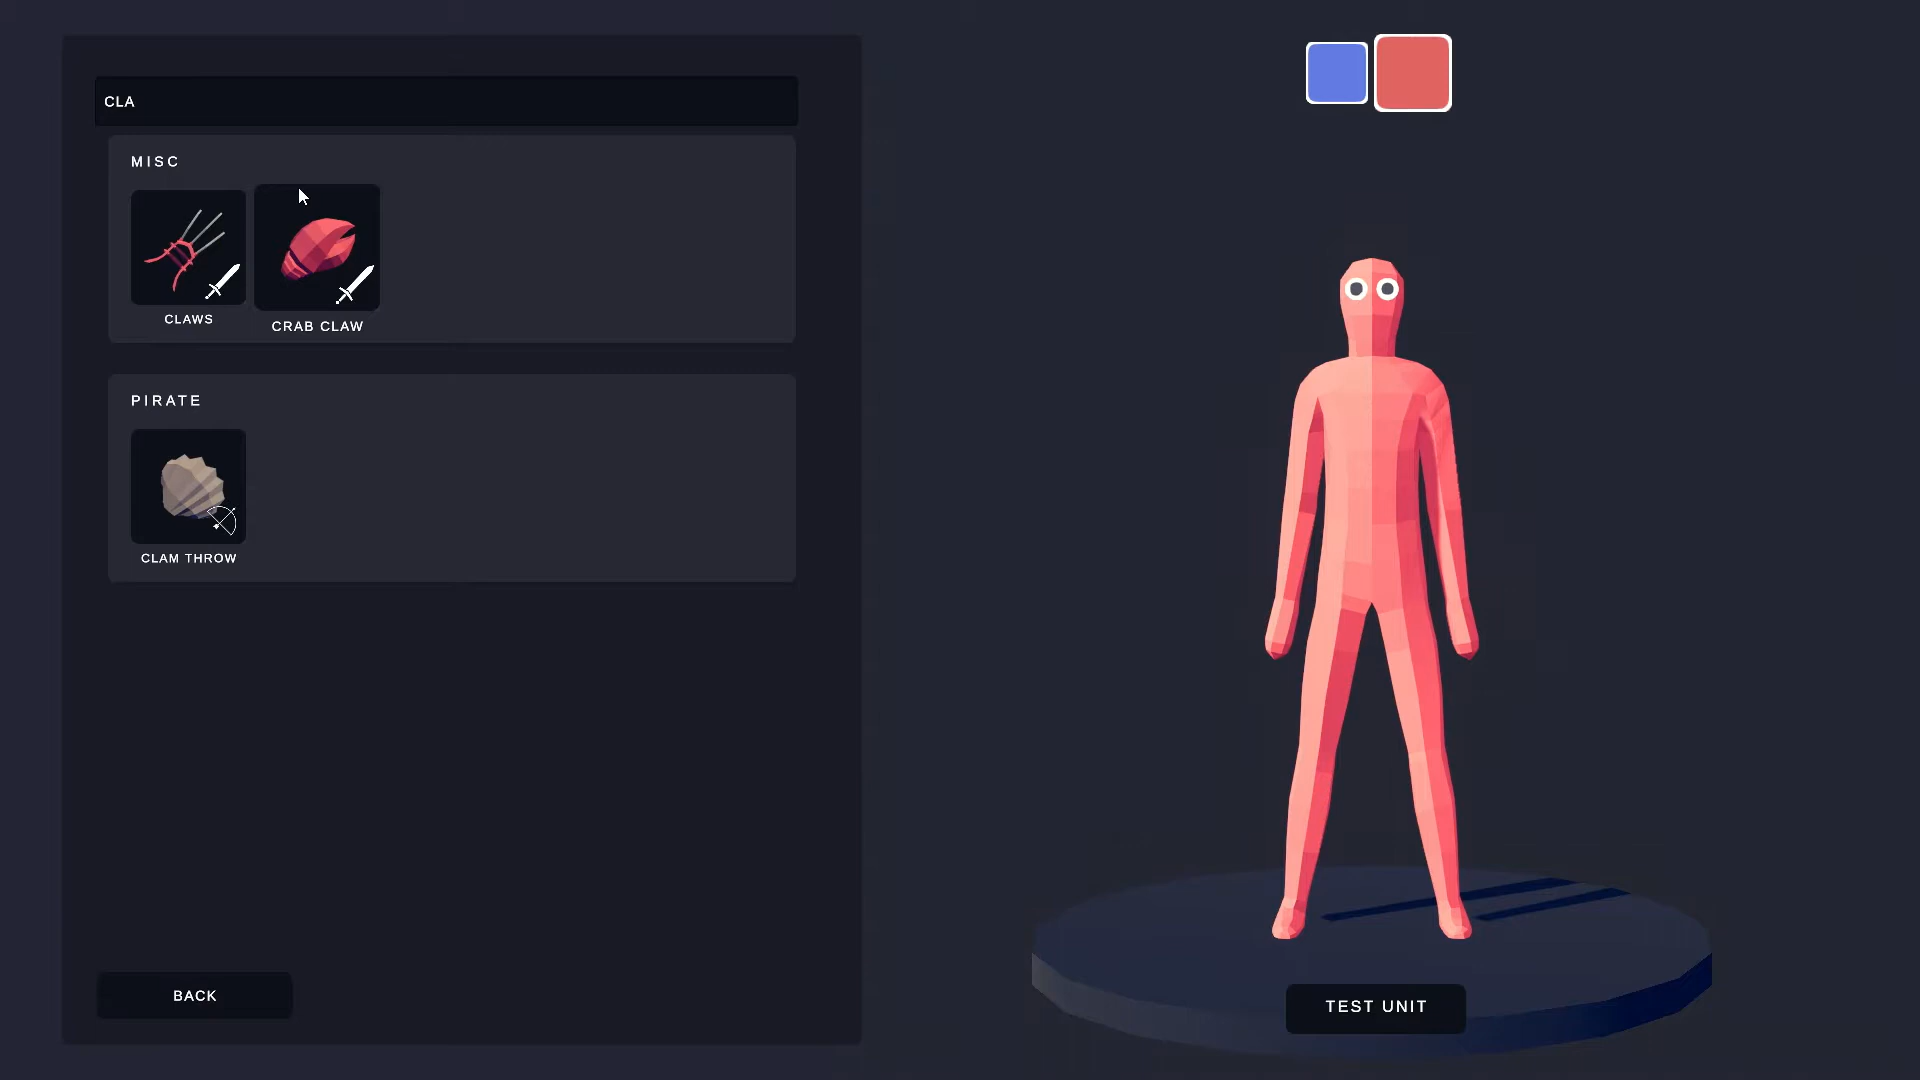 CLA
MISC
CLAWS
CRAB CLAW
PIRATE
CLAM THROW
BACK
TEST UNIT